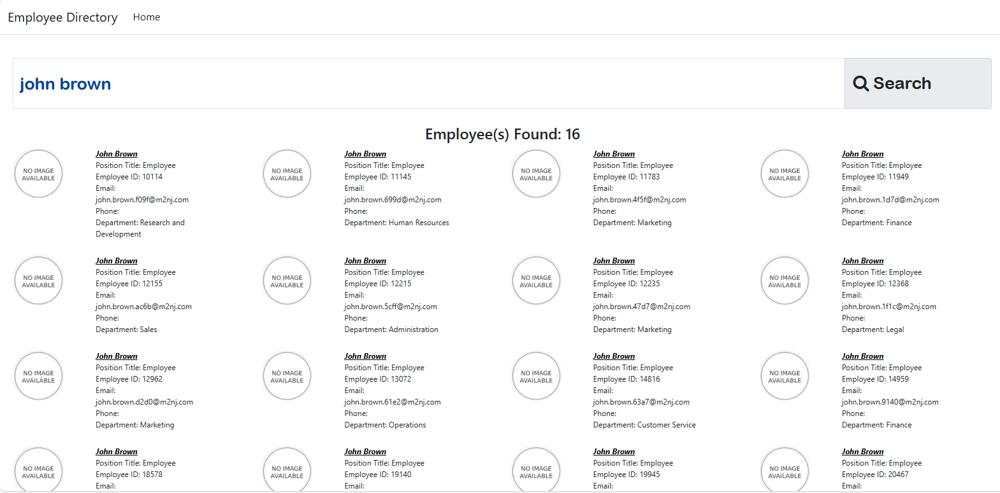 Employee Directory Home
john brown
Search
Employee(s) Found: 16
NO IMAGE
AVAILABLE
John Brown
Position Title: Employee
Employee ID: 10114
Email:
john.brown.f09f@m2nj.com
Phone:
Department: Research and
Development
NO IMAGE
AVAILABLE
John Brown
Position Title: Employee
Employee ID: 11145
Email:
john.brown.699d@m2nj.com
Phone:
Department: Human Resources
NO IMAGE
AVAILABLE
John Brown
Position Title: Employee
Employee ID: 11783
Email:
john.brown.4f5f@m2nj.com
Phone:
Department: Marketing
NO IMAGE
AVAILABLE
John Brown
Position Title: Employee
Employee ID: 11949
Email:
john.brown.1d7d@m2nj.com
Phone:
Department: Finance
NO IMAGE
AVAILABLE
John Brown
Position Title: Employee
Employee ID: 12155
Email:
john.brown.ac6b@m2nj.com
Phone:
Department: Sales
NO IMAGE
AVAILABLE
John Brown
Position Title: Employee
Employee ID: 12215
Email:
john.brown.5cff@m2nj.com
Phone:
Department: Administration
NO IMAGE
AVAILABLE
John Brown
Position Title: Employee
Employee ID: 12235
Email:
john.brown.47d7@m2nj.com
Phone:
Department: Marketing
NO IMAGE
AVAILABLE
John Brown
Position Title: Employee
Employee ID: 12368
Email:
john.brown.1f1c@m2nj.com
Phone:
Department: Legal
NO IMAGE
AVAILABLE
John Brown
Position Title: Employee
Employee ID: 12962
Email:
john.brown.d2d0@m2nj.com
Phone:
Department: Marketing
NO IMAGE
AVAILABLE
John Brown
Position Title: Employee
Employee ID: 13072
Email:
john.brown.61e2@m2nj.com
Phone:
Department: Operations
NO IMAGE
AVAILABLE
John Brown
Position Title: Employee
Employee ID: 14816
Email:
john.brown.63a7@m2nj.com
Phone:
Department: Customer Service
NO IMAGE
AVAILABLE
John Brown
Position Title: Employee
Employee ID: 14959
Email:
john.brown.9140@m2nj.com
Phone:
Department: Finance
NO IMAGE
AVAILABLE
John Brown
Position Title: Employee
Employee ID: 18578
Email:
NO IMAGE
AVAILABLE
John Brown
Position Title: Employee
Employee ID: 19140
Email:
NO IMAGE
AVAILABLE
John Brown
Position Title: Employee
Employee ID: 19945
Email:
NO IMAGE
AVAILABLE
John Brown
Position Title: Employee
Employee ID: 20467
Email: